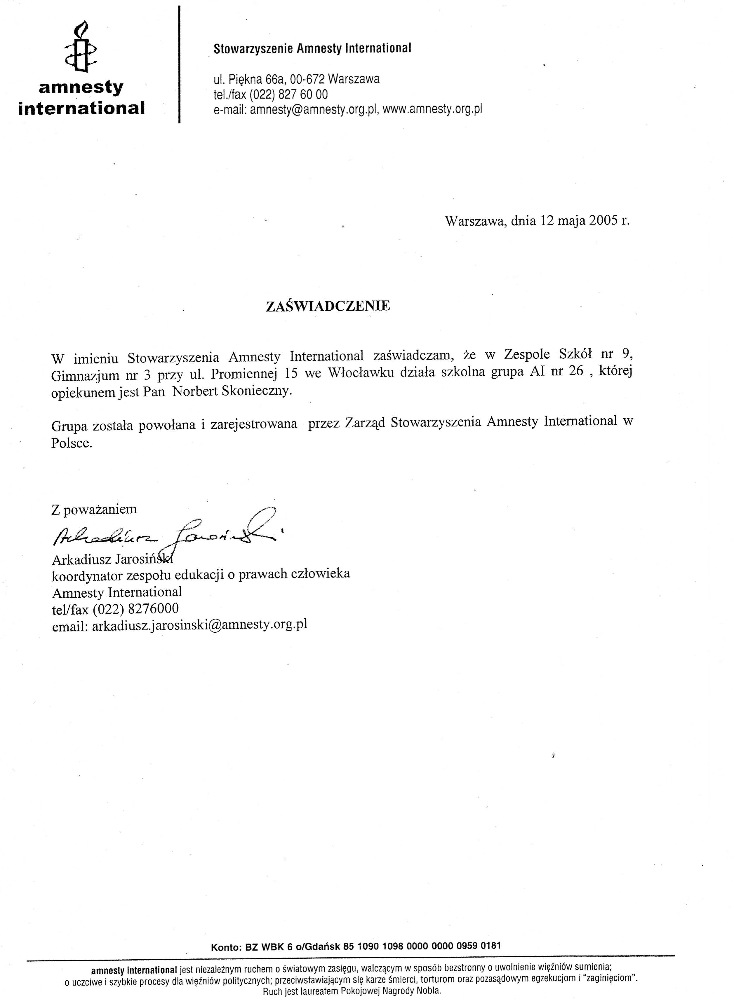 amnesty
international
Stowarzyszenie Amnesty International
ul. Piękna 66a, 00-672 Warszawa
tel./fax (022) 827 60 00
e-mail: amnesty@amnesty.org.pl, www.amnesty.org.pl
Warszawa, dnia 12 maja 2005 r.
ZAŚWIADCZENIE
W imieniu Stowarzyszenia Amnesty International zaświadczam, że w Zespole Szkół nr 9,
Gimnazjum nr 3 przy ul. Promiennej 15 we Włocławku działa szkolna grupa AI nr 26 , której
opiekunem jest Pan Norbert Skonieczny.
Grupa została powołana i zarejestrowana przez Zarząd Stowarzyszenia Amnesty International w
Polsce.
Z poważaniem
Arkadiusz Jarosiński
Arkadiusz Jarosiński
koordynator zespołu edukacji o prawach człowieka
Amnesty International
tel/fax (022) 8276000
email: arkadiusz.jarosinski@amnesty.org.pl
Konto: BZ WBK 6 o/Gdańsk 85 1090 1098 0000 0000 0959 0181
amnesty international jest niezależnym ruchem o światowym zasięgu, walczącym w sposób bezstronny o uwolnienie więźniów sumienia;
o uczciwe i szybkie procesy dla więźniów politycznych; przeciwstawiającym się karze śmierci, torturom oraz pozasądowym egzekucjom i “zaginięciom”.
Ruch jest laureatem Pokojowej Nagrody Nobla.